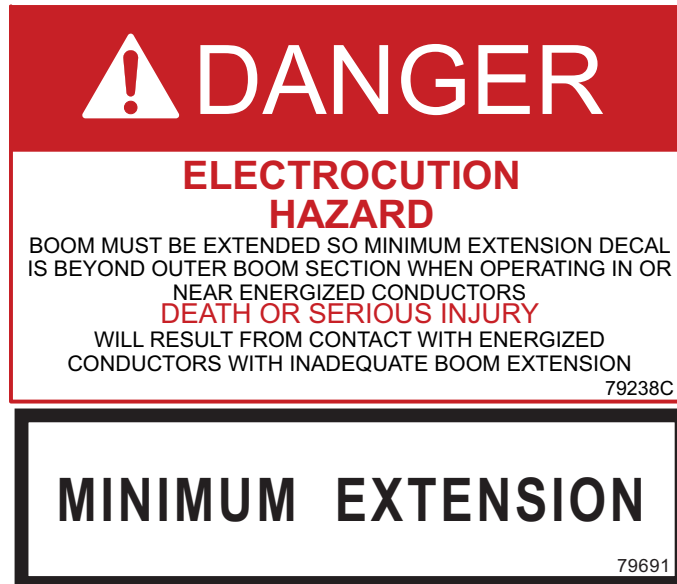 DANGER
ELECTROCUTION
HAZARD
BOOM MUST BE EXTENDED SO MINIMUM EXTENSION DECAL
IS BEYOND OUTER BOOM SECTION WHEN OPERATING IN OR
NEAR ENERGIZED CONDUCTORS
DEATH OR SERIOUS INJURY
WILL RESULT FROM CONTACT WITH ENERGIZED
CONDUCTORS WITH INADEQUATE BOOM EXTENSION
79238C
MINIMUM EXTENSION
79691